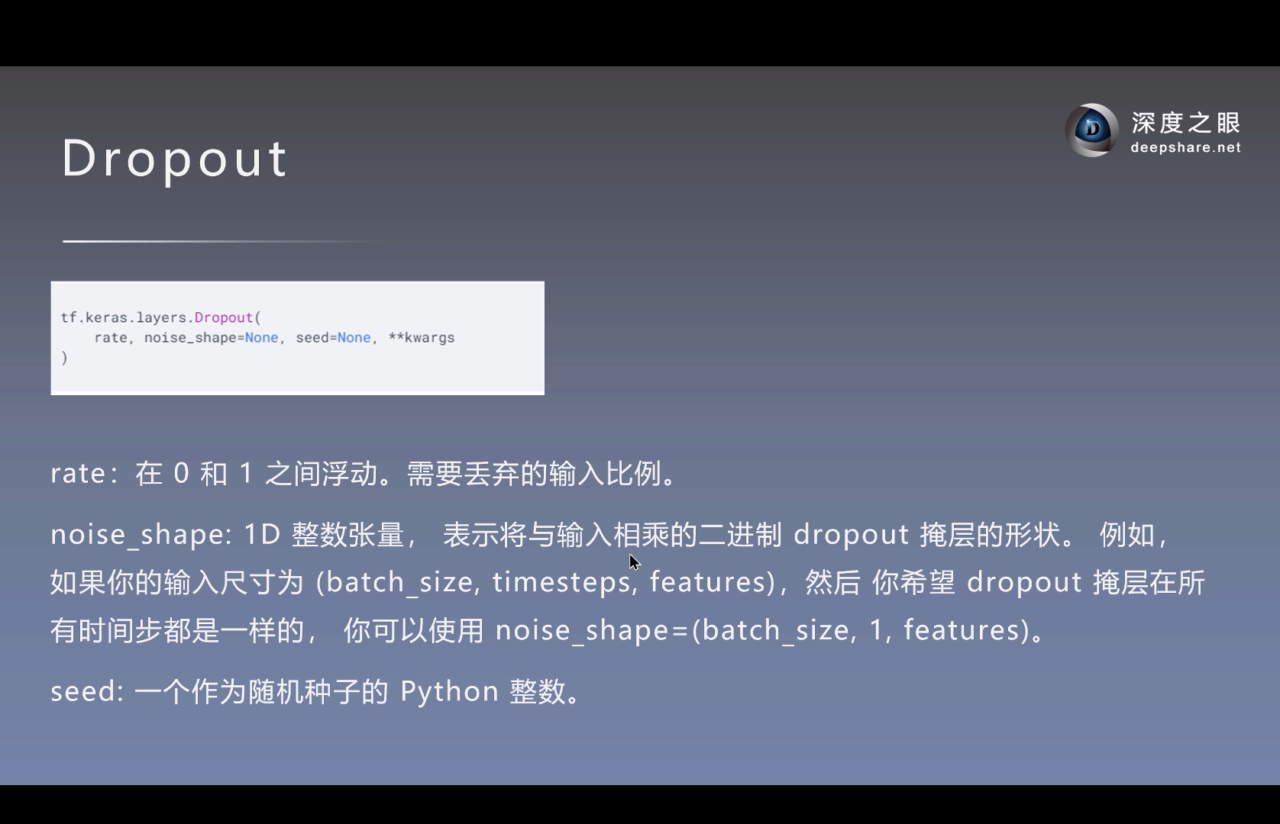 深度之眼
deepshare.net
Dropout
tf.keras.layers.Dropout(
    rate, noise_shape=None, seed=None, **kwargs
)
rate：在 0 和 1 之间浮动。需要丢弃的输入比例。
noise_shape: 1D 整数张量， 表示将与输入相乘的二进制 dropout 掩层的形状。 例如，
如果你的输入尺寸为 (batch_size, timesteps, features)，然后 你希望 dropout 掩层在所
有时间步都是一样的， 你可以使用 noise_shape=(batch_size, 1, features)。
seed: 一个作为随机种子的 Python 整数。